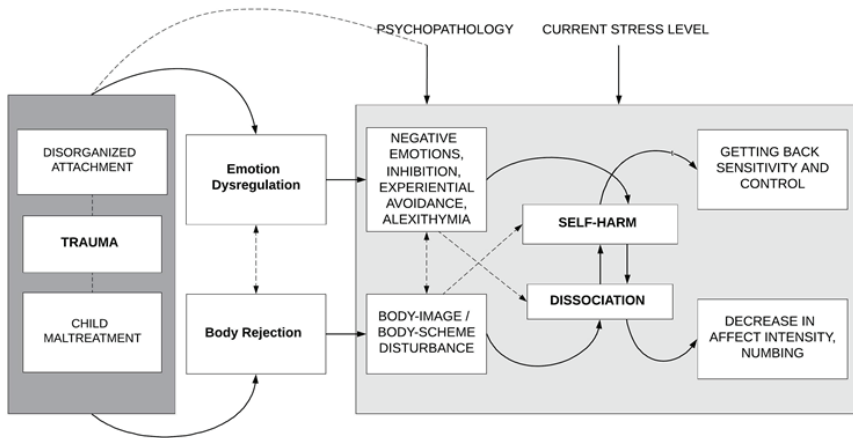 PSYCHOPATHOLOGY
CURRENT STRESS LEVEL
DISORGANIZED
ATTACHMENT
TRAUMA
CHILD
MALTREATMENT
Emotion
Dysregulation
Body Rejection
NEGATIVE
EMOTIONS,
INHIBITION,
EXPERIENTIAL
AVOIDANCE,
ALEXITHYMIA
BODY-IMAGE /
BODY-SCHEME
DISTURBANCE
SELF-HARM
DISSOCIATION
GETTING BACK
SENSITIVITY AND
CONTROL
DECREASE IN
AFFECT INTENSITY,
NUMBING